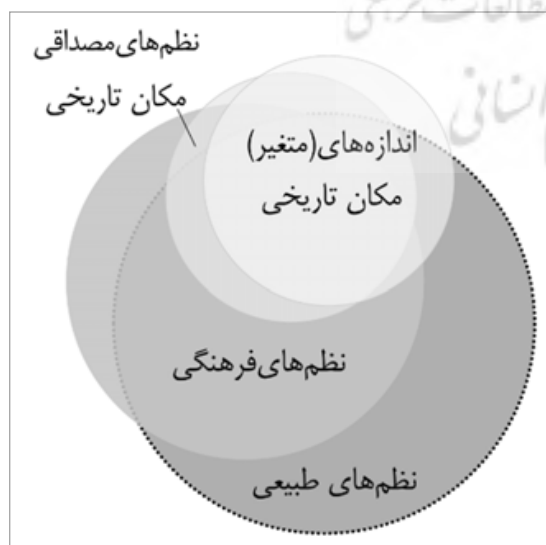 نظم‌های مصداقی
مکان تاریخی
اندازه‌های(متغیر)
مکان تاریخی
نظم‌های فرهنگی
نظم‌های طبیعی